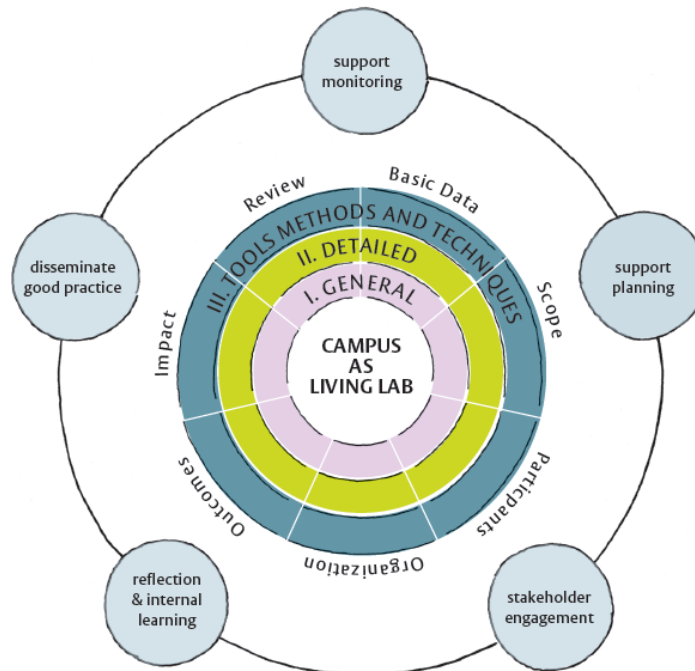 support
monitoring
Review
Basic Data
disseminate
good practice
III. TOOLS METHODS AND TECHNIQUES
II. DETAILED
I. GENERAL
support
planning
Scope
Impact
CAMPUS
AS
LIVING LAB
Outcomes
Particpants
Organization
reflection
& internal
learning
stakeholder
engagement